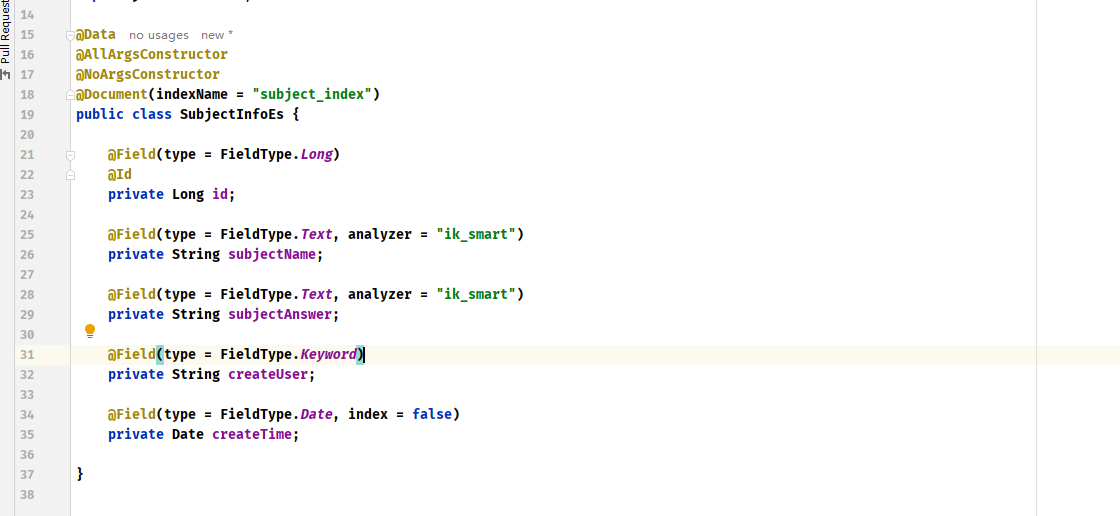 Pull Request
14
15 @Data no usages new *
16 @AllArgsConstructor
17 @NoArgsConstructor
18 @Document(indexName = "subject_index")
19 public class SubjectInfoEs {
20
21 @Field(type = FieldType.Long)
22 @Id
23 private Long id;
24
25 @Field(type = FieldType.Text, analyzer = "ik_smart")
26 private String subjectName;
27
28 @Field(type = FieldType.Text, analyzer = "ik_smart")
29 private String subjectAnswer;
30
31 @Field(type = FieldType.Keyword)
32 private String createUser;
33
34 @Field(type = FieldType.Date, index = false)
35 private Date createTime;
36
37 }
38